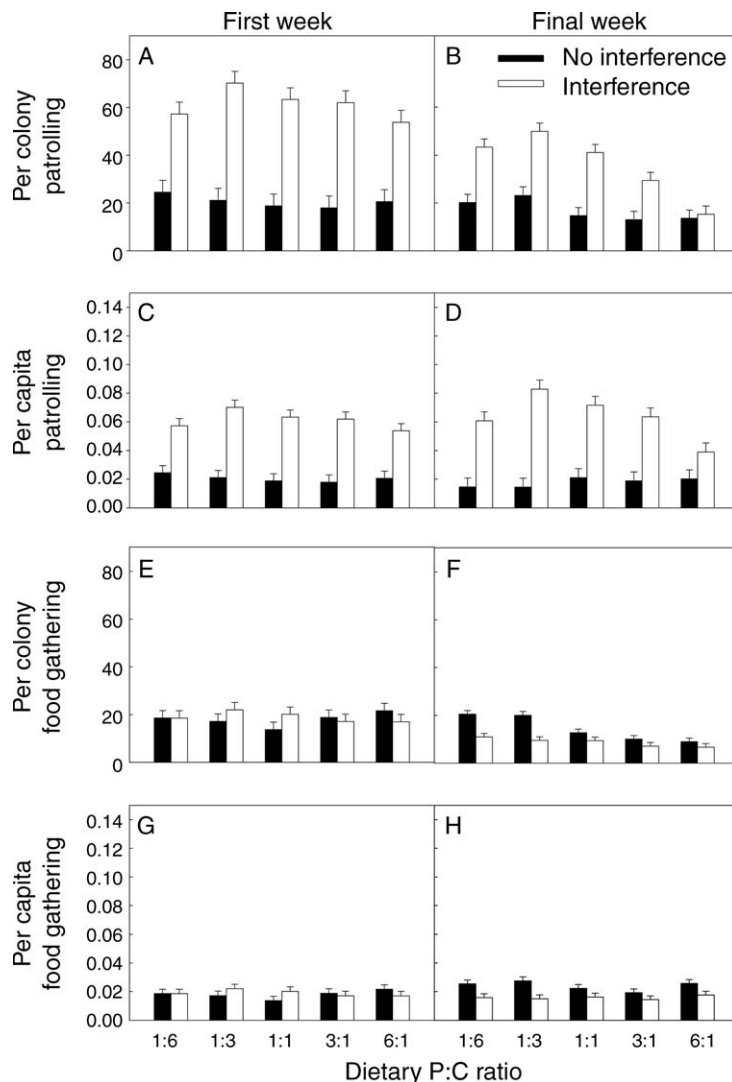 First week Final week
A B No interference
Interference
Per colony
patrolling
80
60
40
20
0
C D
Per capita
patrolling
0.14
0.12
0.10
0.08
0.06
0.04
0.02
0.00
E F
Per colony
food gathering
80
60
40
20
0
G H
Per capita
food gathering
0.14
0.12
0.10
0.08
0.06
0.04
0.02
0.00
1:6 1:3 1:1 3:1 6:1 1:6 1:3 1:1 3:1 6:1
Dietary P:C ratio